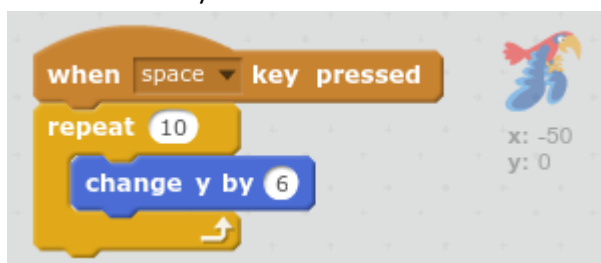 when space key pressed
repeat 10
change y by 6
x: -50
y: 0